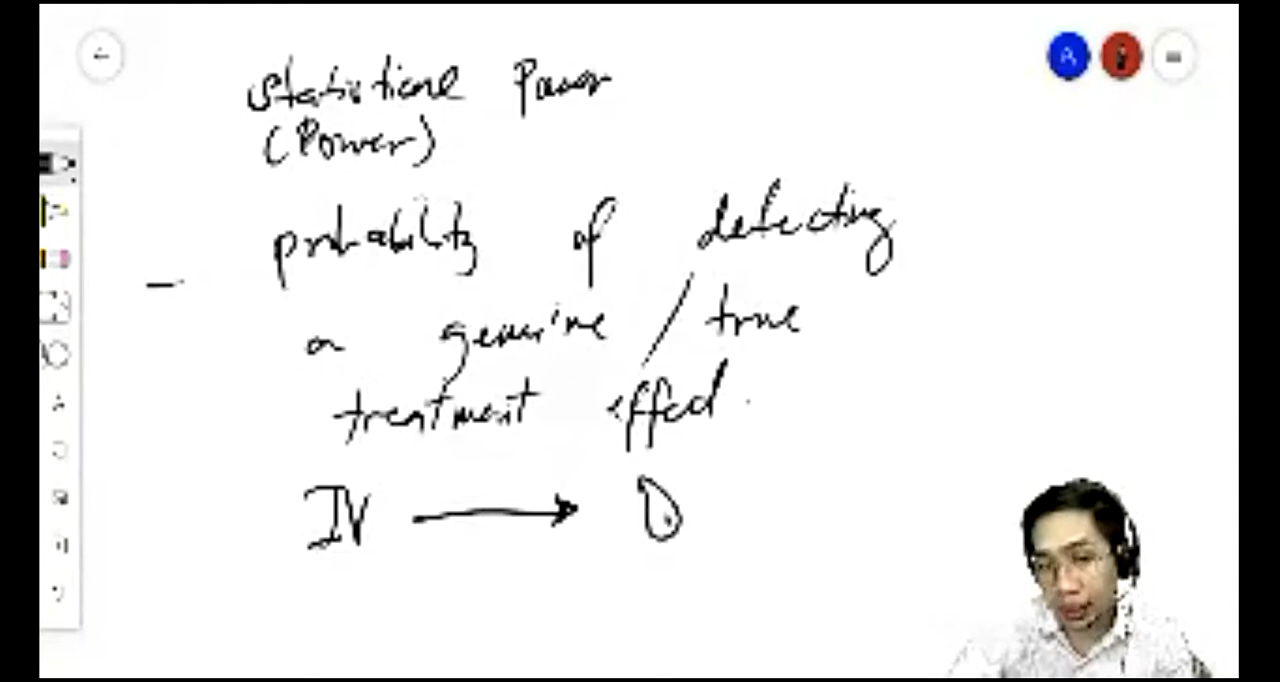 Statistical Power
(Power)
probability of detecting
a genuine / true
treatment effect.
IV → D
A